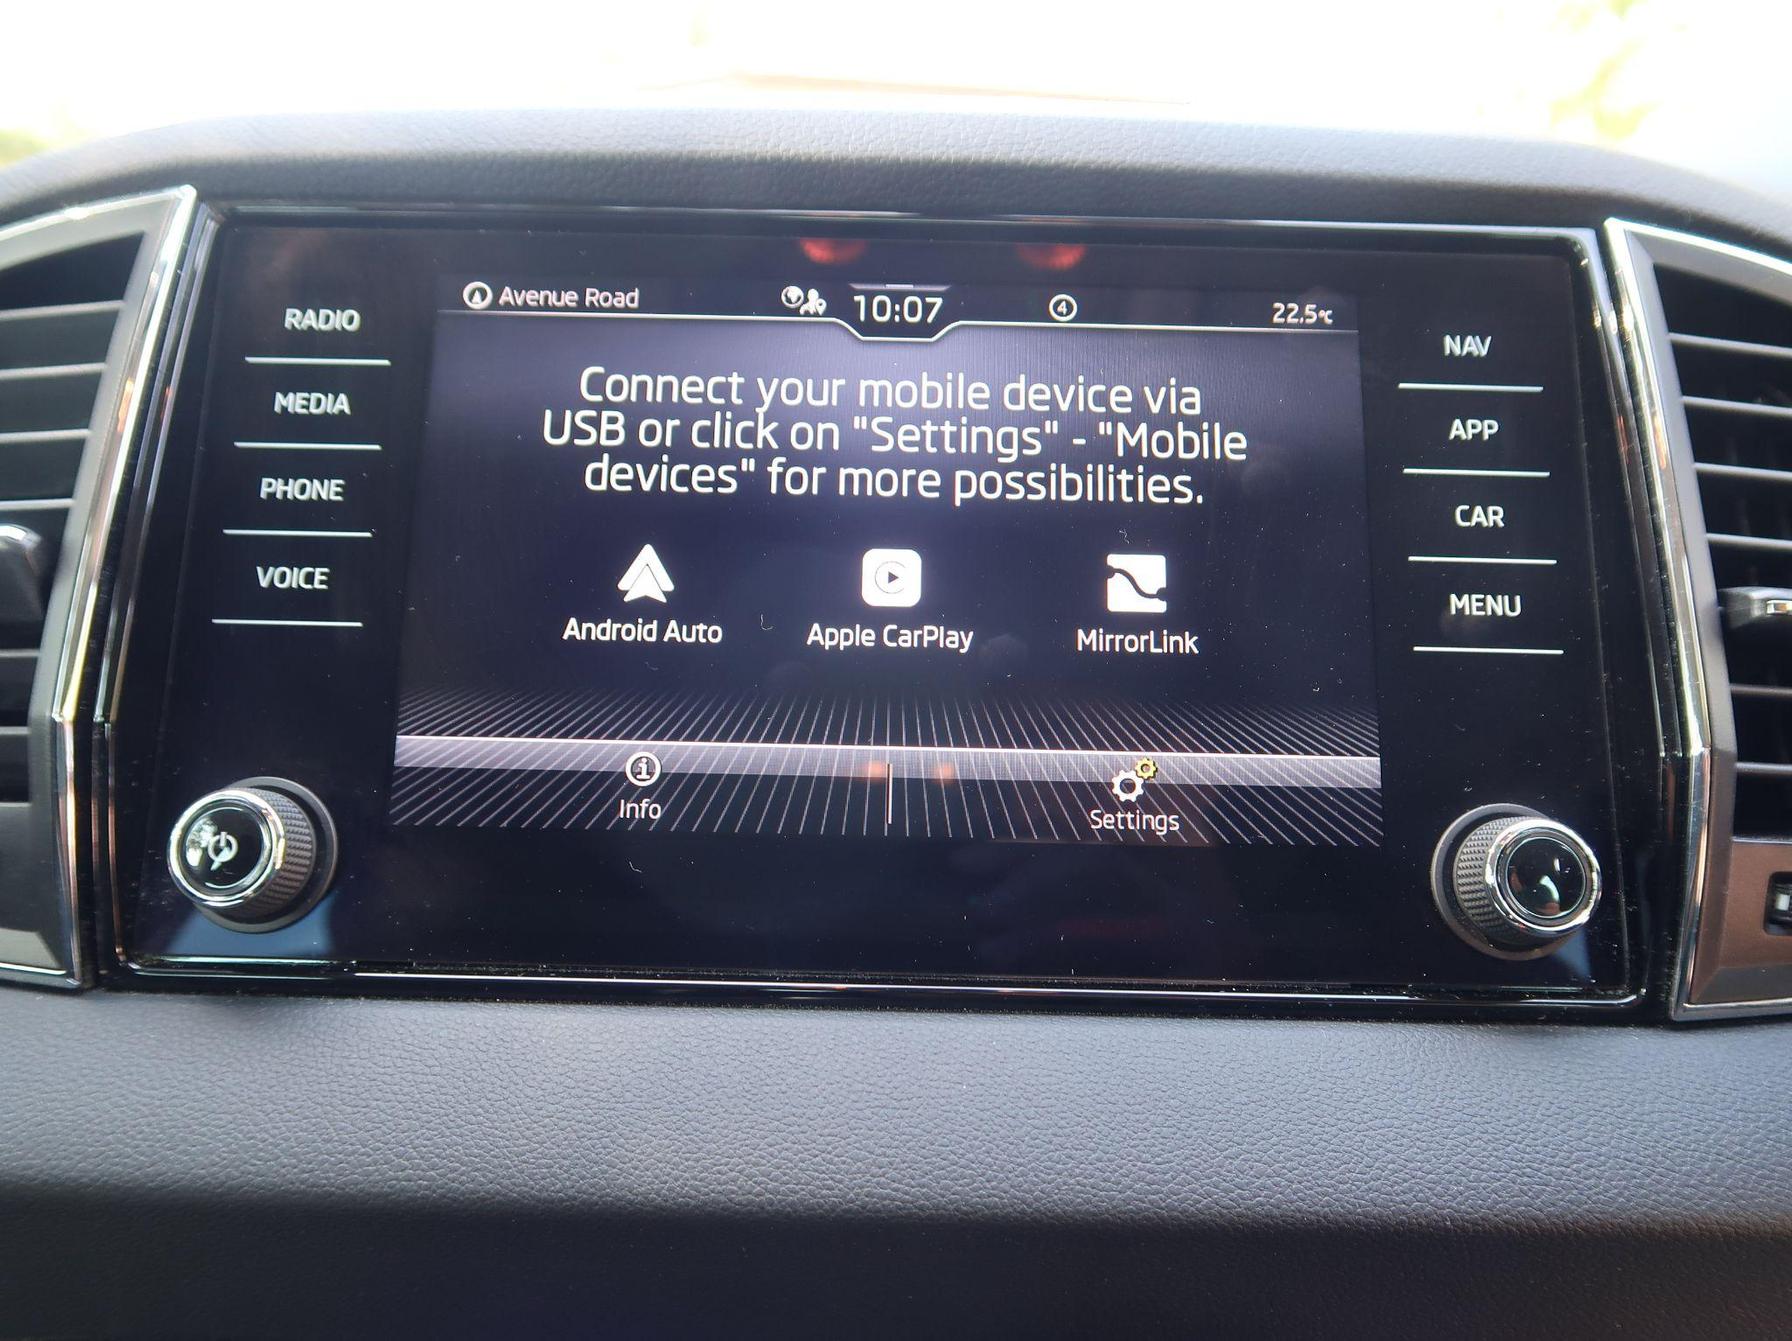 Avenue Road
10:07
4
22.5°C
RADIO
MEDIA
PHONE
VOICE
Connect your mobile device via
USB or click on "Settings" - "Mobile
devices" for more possibilities.
Android Auto
Apple CarPlay
MirrorLink
Info
Settings
NAV
APP
CAR
MENU